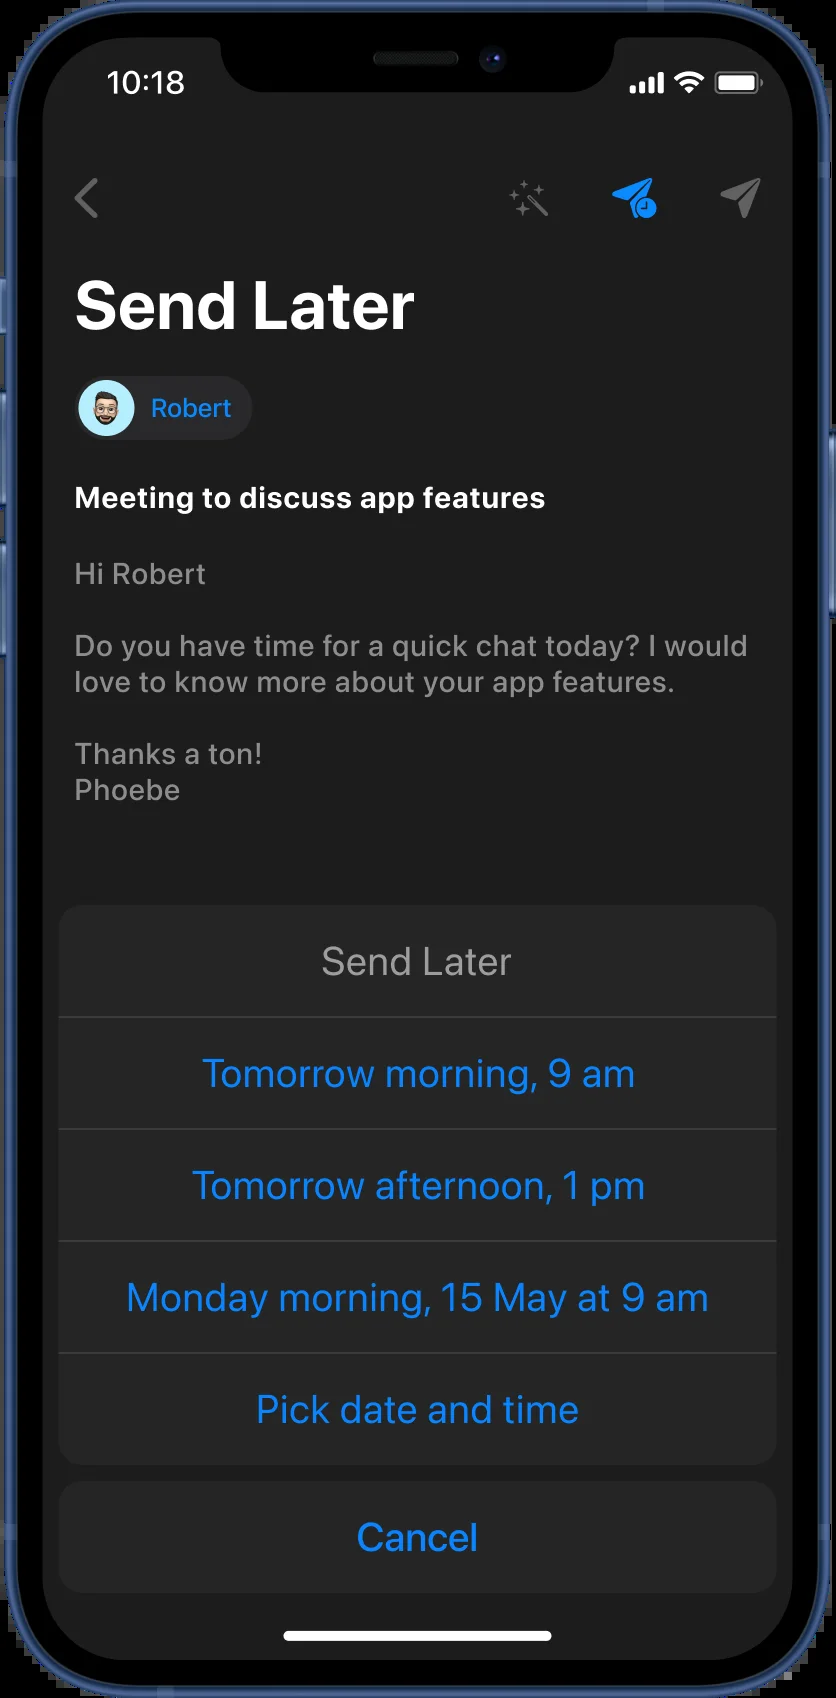 10:18
Send Later
Robert
Meeting to discuss app features
Hi Robert
Do you have time for a quick chat today? I would
love to know more about your app features.
Thanks a ton!
Phoebe
Send Later
Tomorrow morning, 9 am
Tomorrow afternoon, 1 pm
Monday morning, 15 May at 9 am
Pick date and time
Cancel